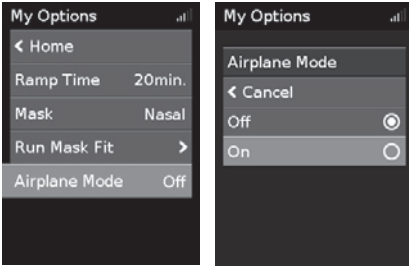 My Options
< Home
Ramp Time 20min.
Mask Nasal
Run Mask Fit >
Airplane Mode Off
My Options
Airplane Mode
< Cancel
Off
On